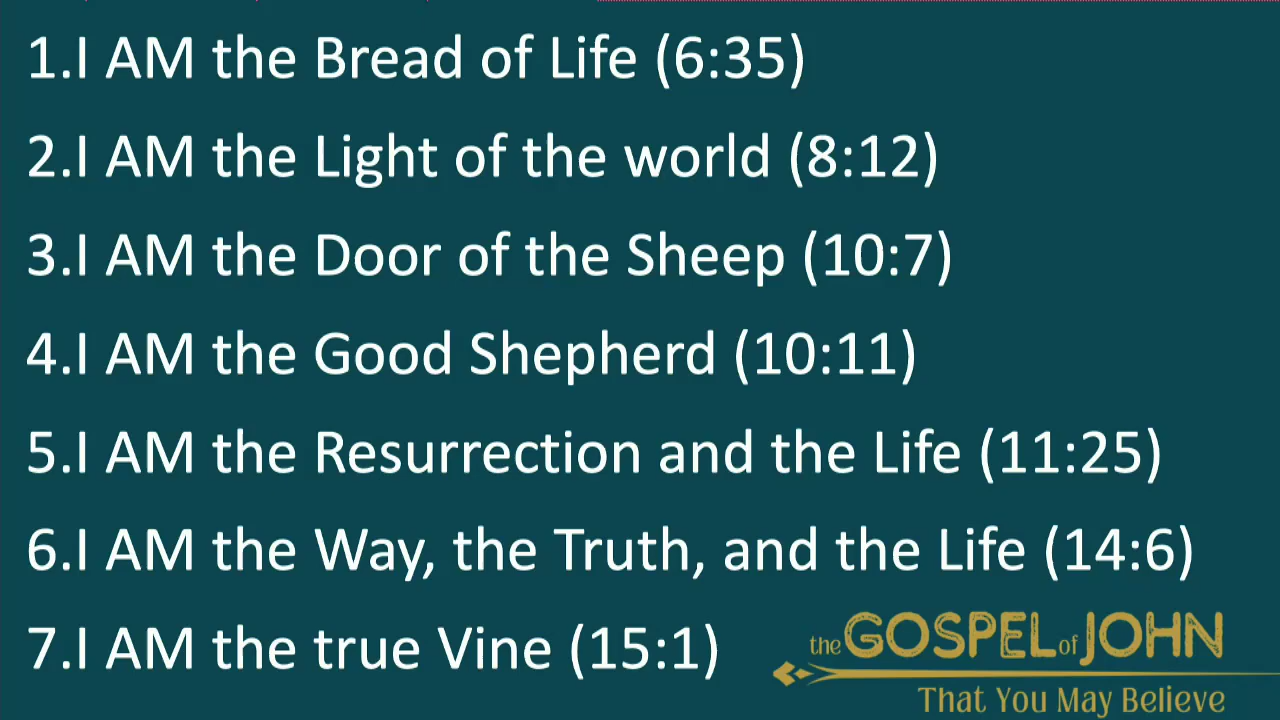 1.I AM the Bread of Life (6:35)
2.I AM the Light of the world (8:12)
3.I AM the Door of the Sheep (10:7)
4.I AM the Good Shepherd (10:11)
5.I AM the Resurrection and the Life (11:25)
6.I AM the Way, the Truth, and the Life (14:6)
7.I AM the true Vine (15:1)
the GOSPEL of JOHN
That You May Believe